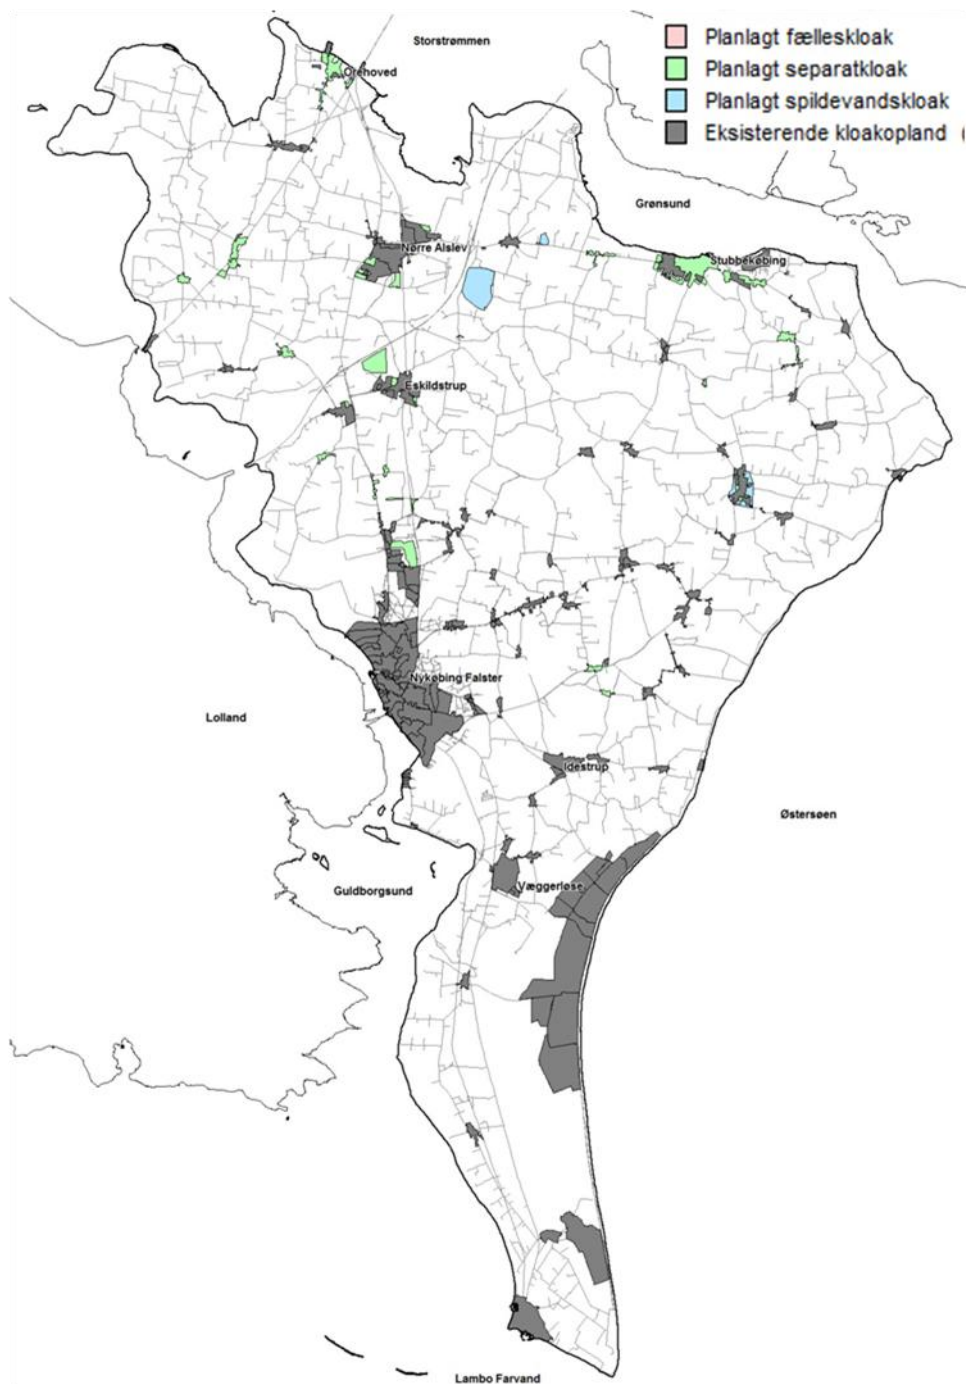 Storstrømmen
Planlagt fælleskloak
Planlagt separatkloak
Planlagt spildevandskloak
Eksisterende kloakopland (
Orehoved
Grønsund
Nørre Alslev
Stubbekøbing
Eskildstrup
Nykøbing Falster
Lolland
Idestrup
Østersøen
Væggerløse
Guldborgsund
Lambo Farvand